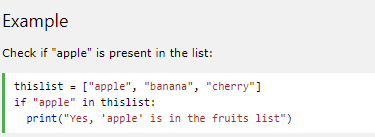 Example
Check if "apple" is present in the list:
thislist = ["apple", "banana", "cherry"]
if "apple" in thislist:
  print("Yes, 'apple' is in the fruits list")